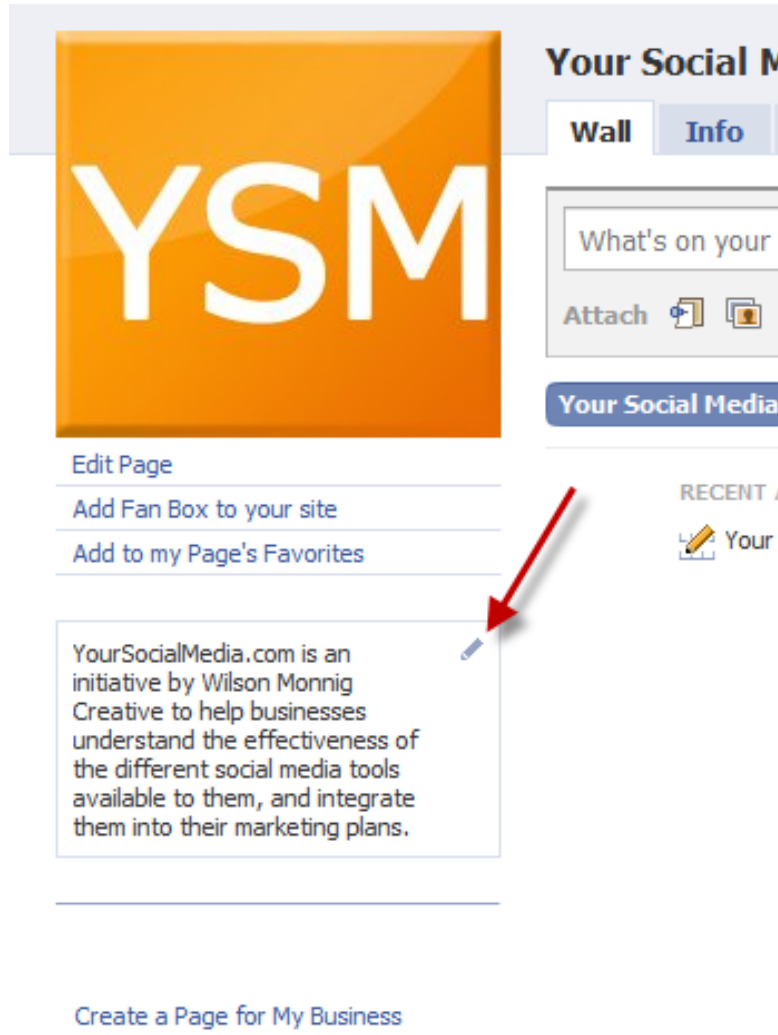 YSM
Edit Page
Add Fan Box to your site
Add to my Page's Favorites
YourSocialMedia.com is an
initiative by Wilson Monnig
Creative to help businesses
understand the effectiveness of
the different social media tools
available to them, and integrate
them into their marketing plans.
Create a Page for My Business
Your Social M
Wall Info
What's on your
Attach
Your Social Media
RECENT
Your